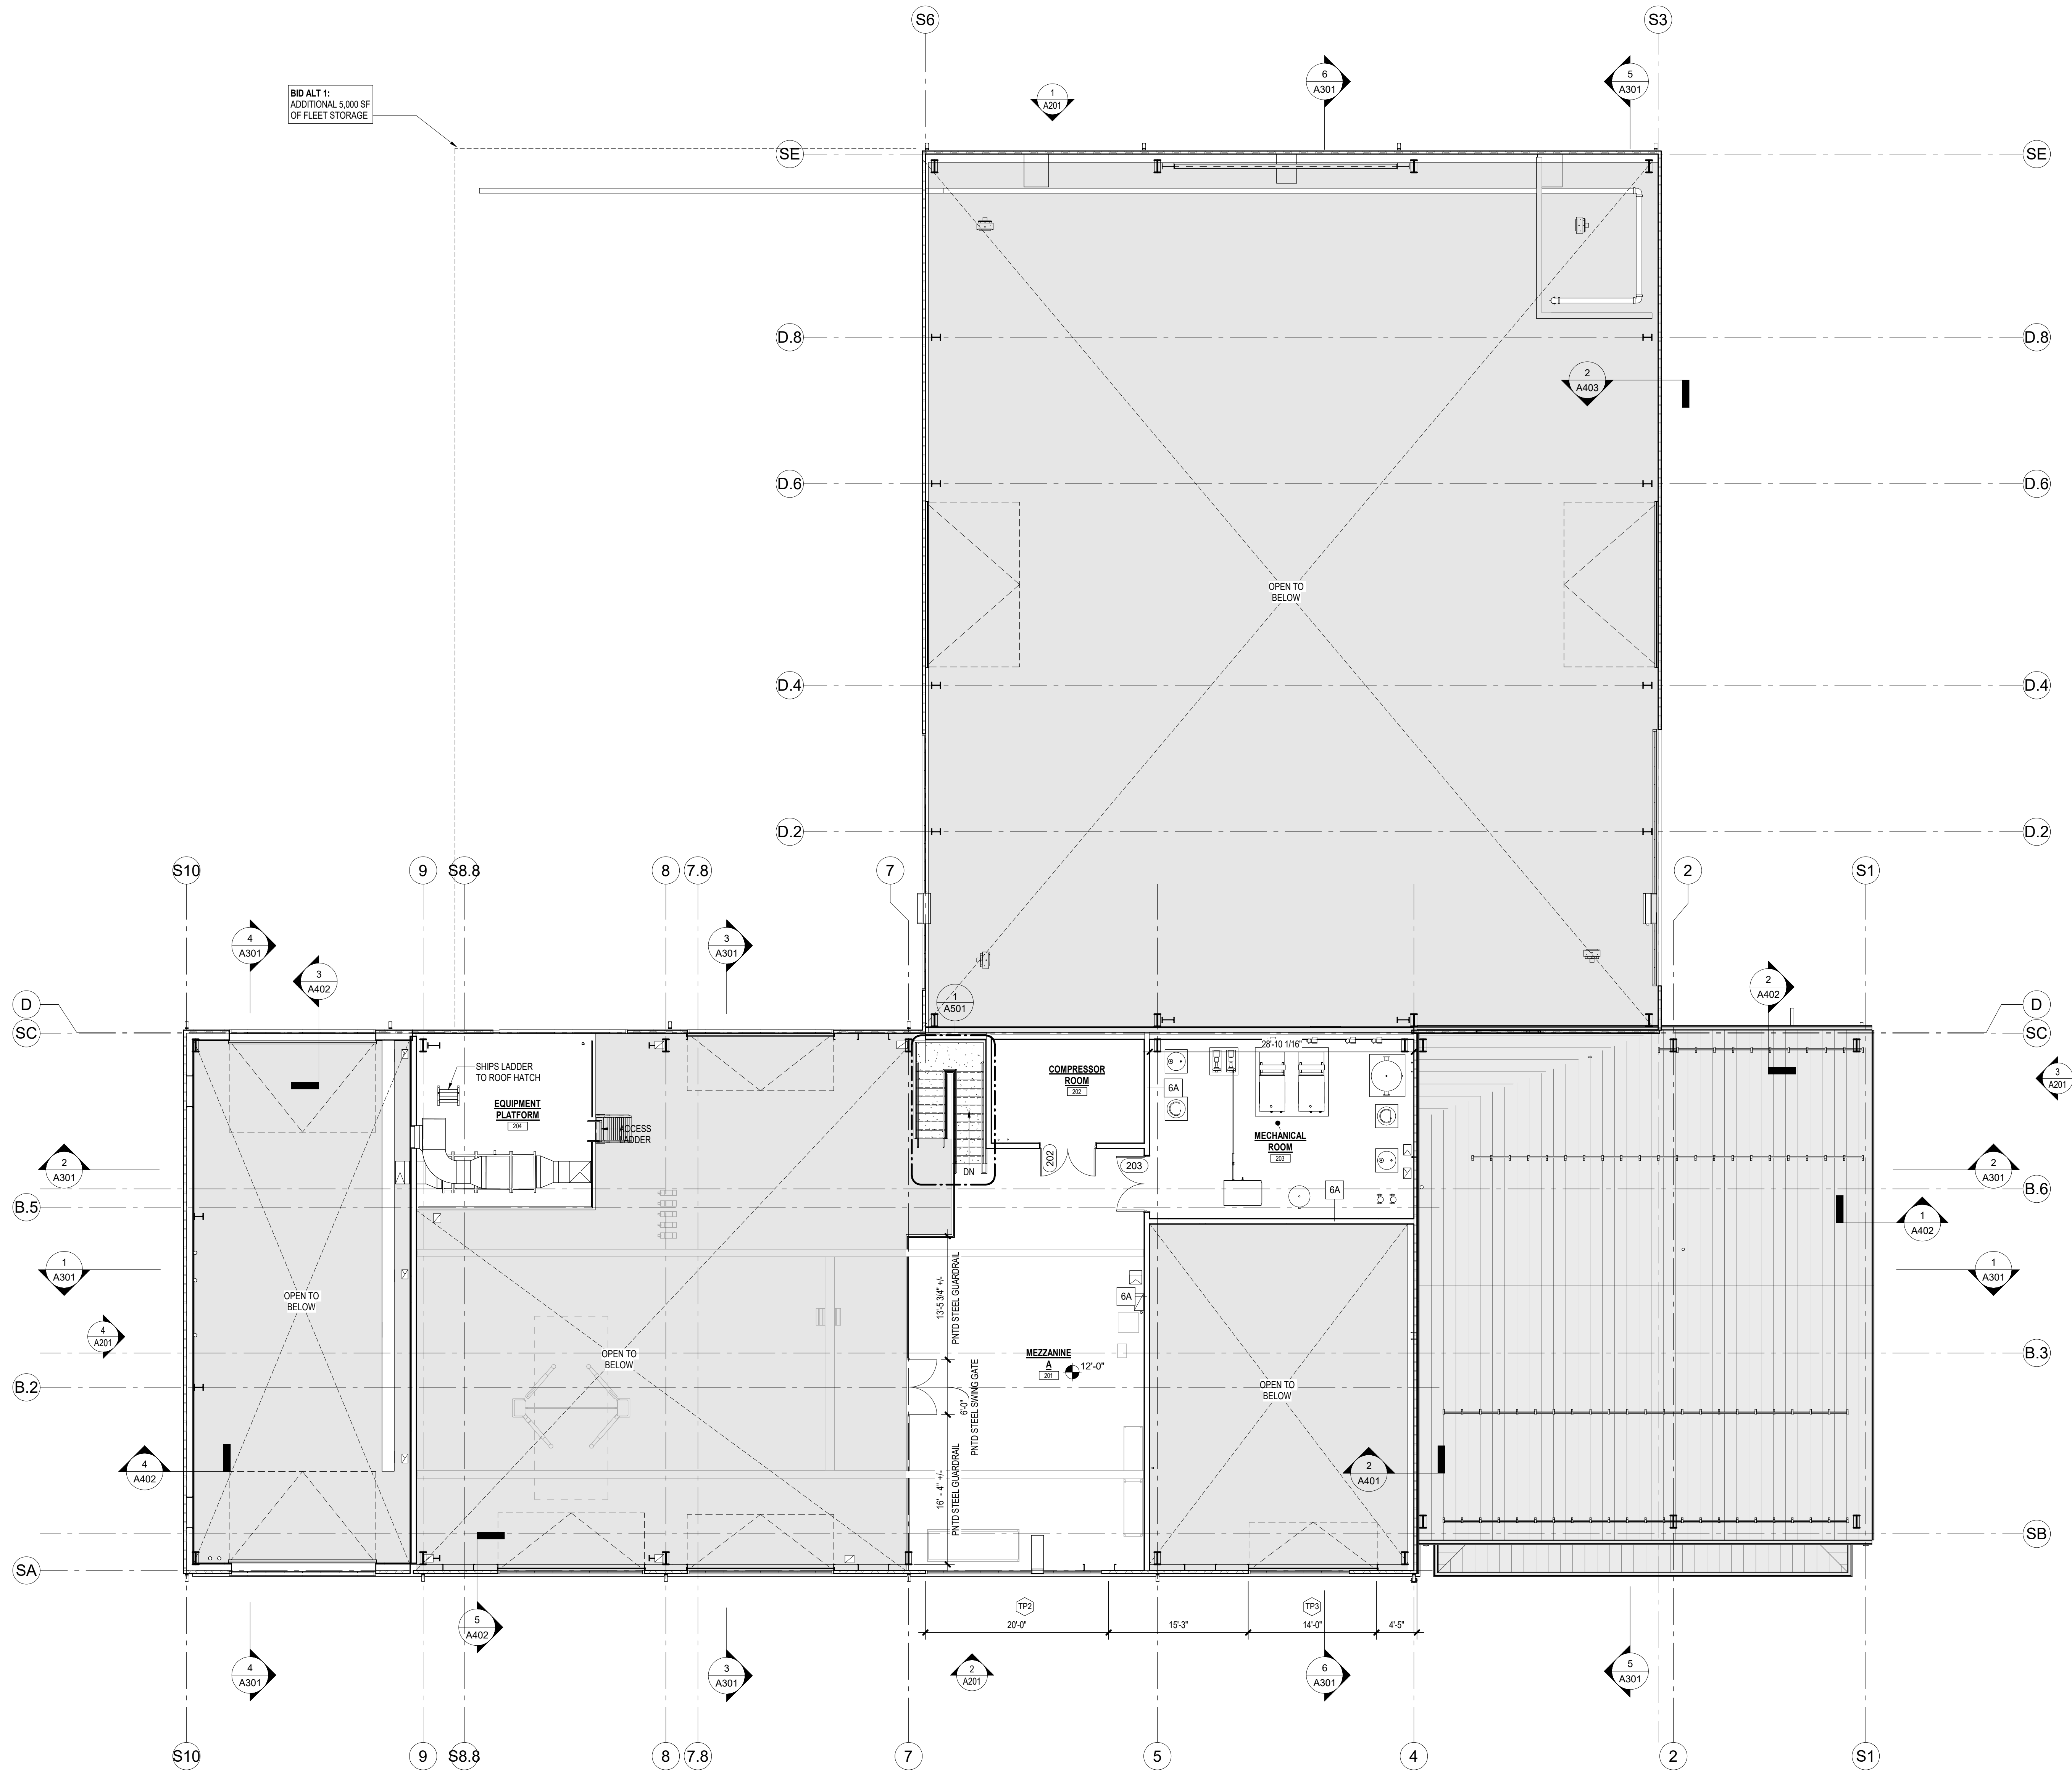 S6
S3
6
A301
5
A301
1
A201
BID ALT 1:
ADDITIONAL 5,000 SF
OF FLEET STORAGE
SE
SE
D.8
D.8
2
A403
D.6
D.6
OPEN TO
BELOW
D.4
D.4
D.2
D.2
S10
9
S8.8
8
7.8
7
2
S1
4
A301
3
A301
3
A402
2
A402
1
A501
D
D
SC
SC
28'-10 1/16"
SHIPS LADDER
TO ROOF HATCH
COMPRESSOR
ROOM
202
6A
3
A201
EQUIPMENT
PLATFORM
204
ACCESS
LADDER
MECHANICAL
ROOM
203
202
203
DN
2
A301
2
A301
6A
B.6
B.5
1
A402
1
A301
1
A301
13'-5 3/4" +/-
PNTD STEEL GUARDRAIL
6A
OPEN TO
BELOW
4
A201
OPEN TO
BELOW
MEZZANINE
A
201
12'-0"
B.3
B.2
OPEN TO
BELOW
6'-0"
PNTD STEEL SWING GATE
16' - 4" +/-
PNTD STEEL GUARDRAIL
4
A402
2
A401
SB
SA
TP2
TP3
5
A402
20'-0"
15'-3"
14'-0"
4'-5"
4
A301
3
A301
2
A201
6
A301
5
A301
S10
9
S8.8
8
7.8
7
5
4
2
S1